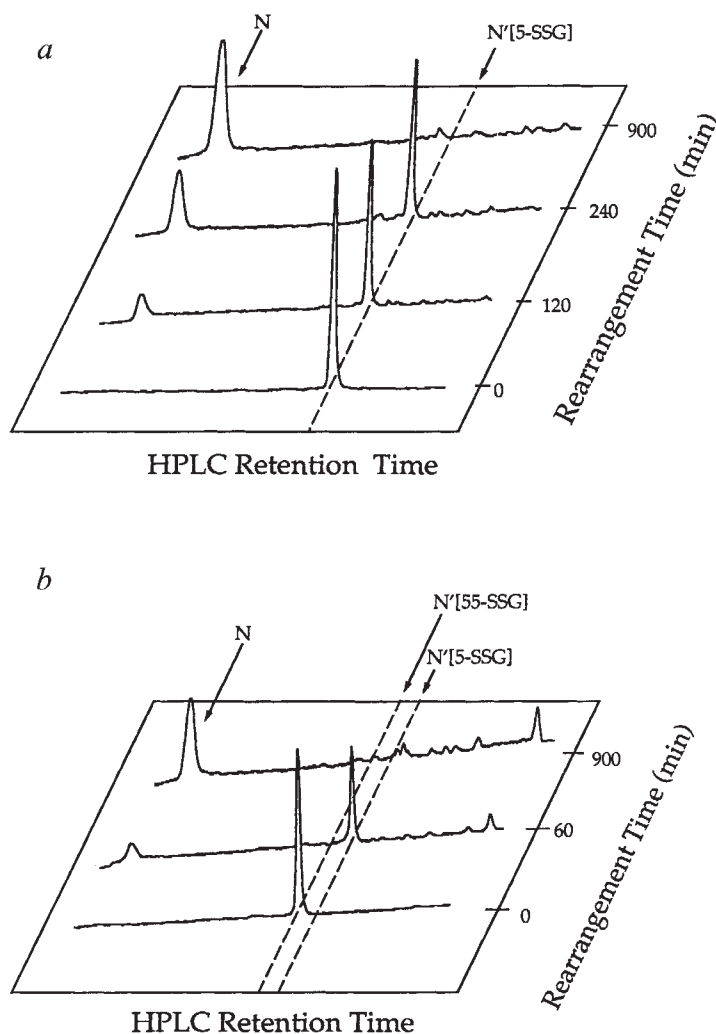 a
N
N'[5-SSG]
900
240
120
0
Rearrangement Time (min)
HPLC Retention Time
b
N
N'[55-SSG]
N'[5-SSG]
900
60
0
Rearrangement Time (min)
HPLC Retention Time